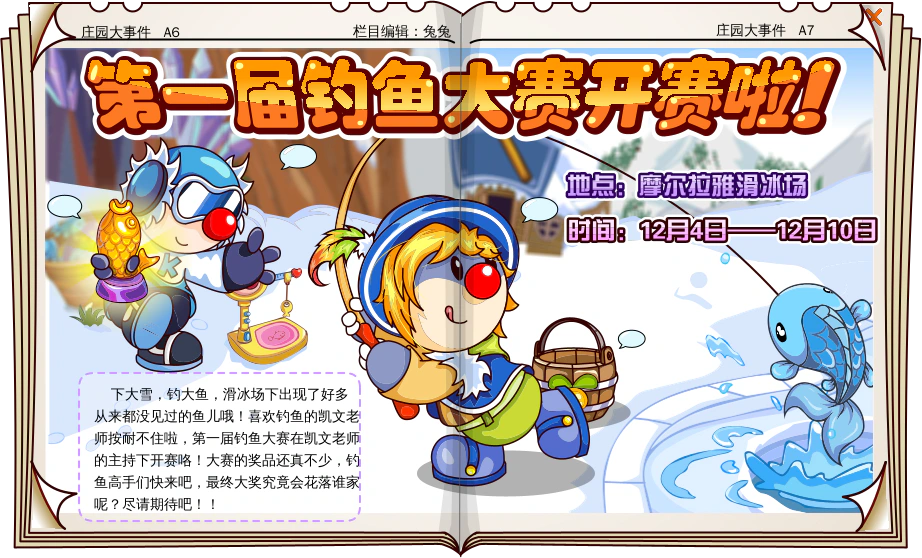 庄园大事件 A6
栏目编辑：兔兔
庄园大事件 A7
第一届钓鱼大赛开赛啦!
地点：摩尔拉雅滑冰场
时间：12月4日——12月10日
K
下大雪，钓大鱼，滑冰场下出现了好多
从来都没见过的鱼儿哦！喜欢钓鱼的凯文老
师按耐不住啦，第一届钓鱼大赛在凯文老师
的主持下开赛咯！大赛的奖品还真不少，钓
鱼高手们快来吧，最终大奖究竟会花落谁家
呢？尽请期待吧！！